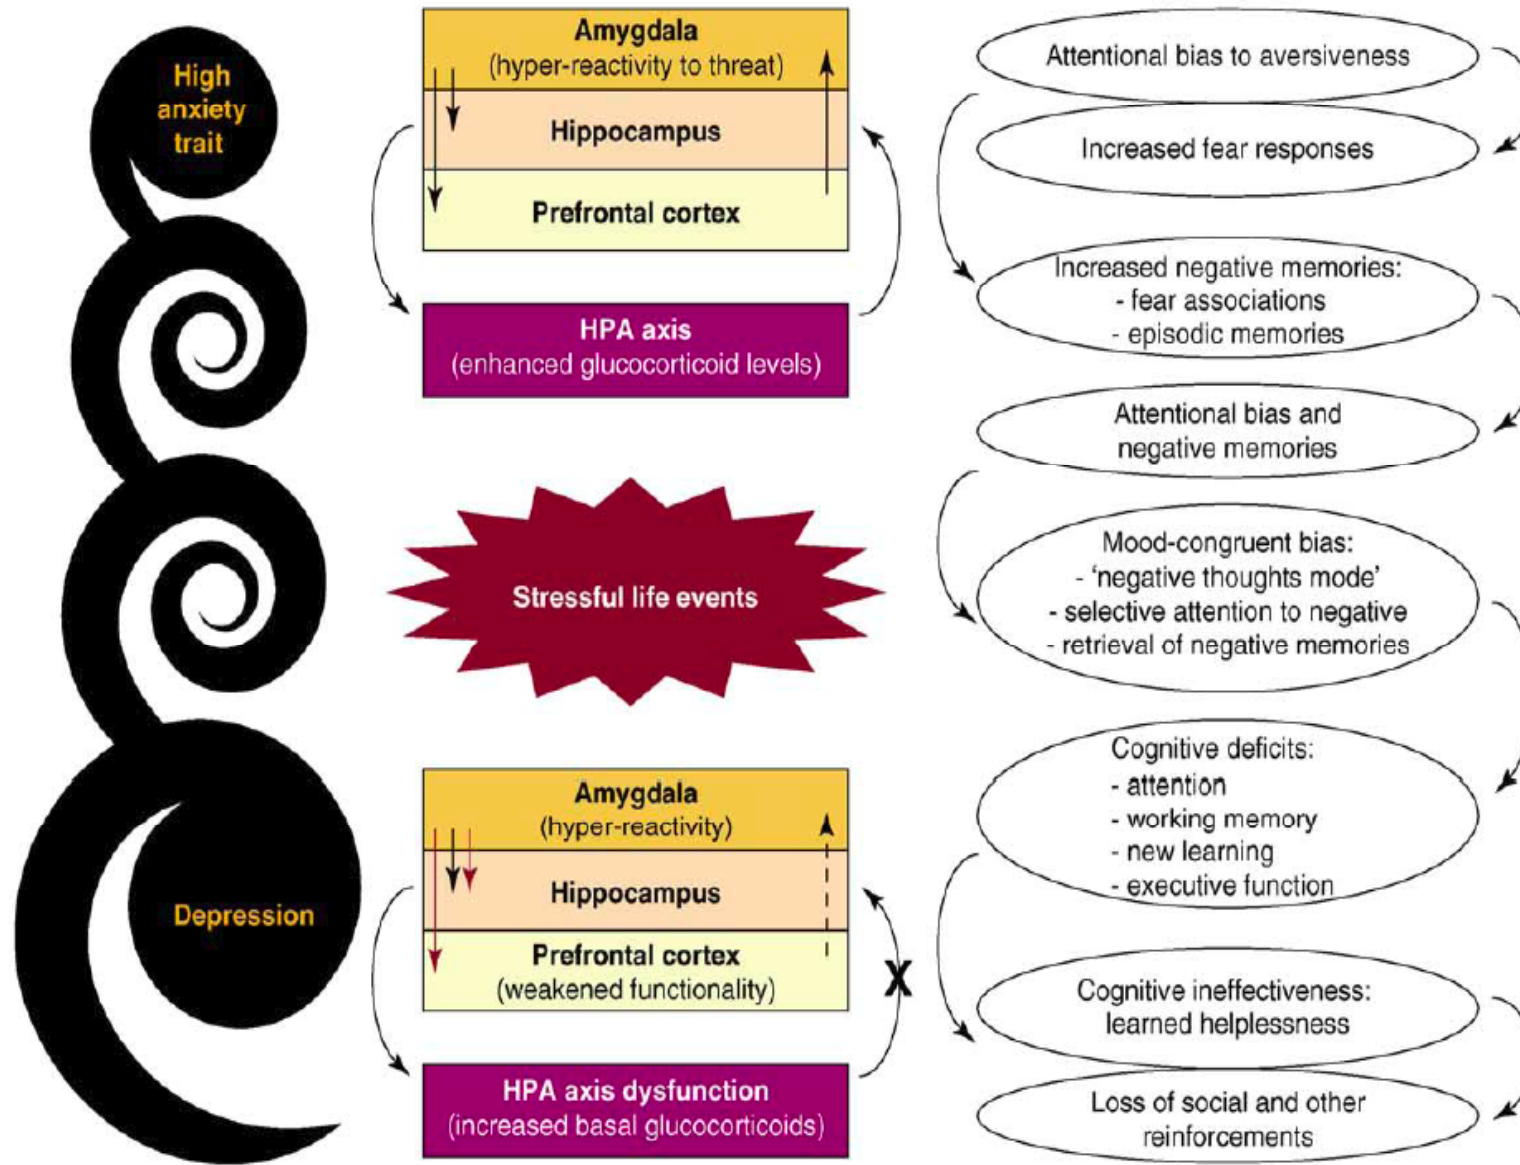 High
anxiety
trait
Depression
Amygdala
(hyper-reactivity to threat)
Hippocampus
Prefrontal cortex
HPA axis
(enhanced glucocorticoid levels)
Stressful life events
Amygdala
(hyper-reactivity)
Hippocampus
Prefrontal cortex
(weakened functionality)
X
HPA axis dysfunction
(increased basal glucocorticoids)
Attentional bias to aversiveness
Increased fear responses
Increased negative memories:
- fear associations
- episodic memories
Attentional bias and
negative memories
Mood-congruent bias:
- ‘negative thoughts mode’
- selective attention to negative
- retrieval of negative memories
Cognitive deficits:
- attention
- working memory
- new learning
- executive function
Cognitive ineffectiveness:
learned helplessness
Loss of social and other
reinforcements